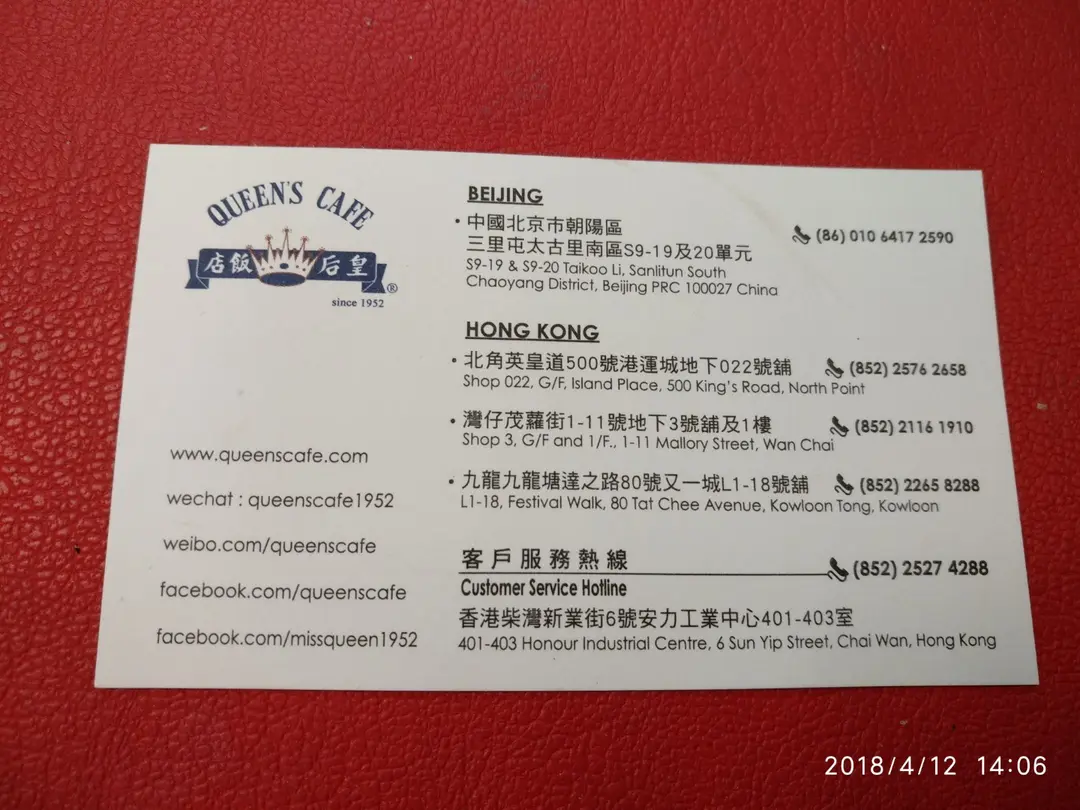 QUEEN'S CAFE
店飯 后皇
®
since 1952
www.queenscafe.com
wechat : queenscafe1952
weibo.com/queenscafe
facebook.com/queenscafe
facebook.com/missqueen1952
BEIJING
• 中國北京市朝陽區
三里屯太古里南區S9-19及20單元
(86) 010 6417 2590
S9-19 & S9-20 Taikoo Li, Sanlitun South
Chaoyang District, Beijing PRC 100027 China
HONG KONG
• 北角英皇道500號港運城地下022號舖 (852) 2576 2658
Shop 022, G/F, Island Place, 500 King's Road, North Point
• 灣仔茂蘿街1-11號地下3號舖及1樓 (852) 2116 1910
Shop 3, G/F and 1/F., 1-11 Mallory Street, Wan Chai
• 九龍九龍塘達之路80號又一城L1-18號舖 (852) 2265 8288
L1-18, Festival Walk, 80 Tat Chee Avenue, Kowloon Tong, Kowloon
客戶服務熱線 (852) 2527 4288
Customer Service Hotline
香港柴灣新業街6號安力工業中心401-403室
401-403 Honour Industrial Centre, 6 Sun Yip Street, Chai Wan, Hong Kong
2018/4/12 14:06